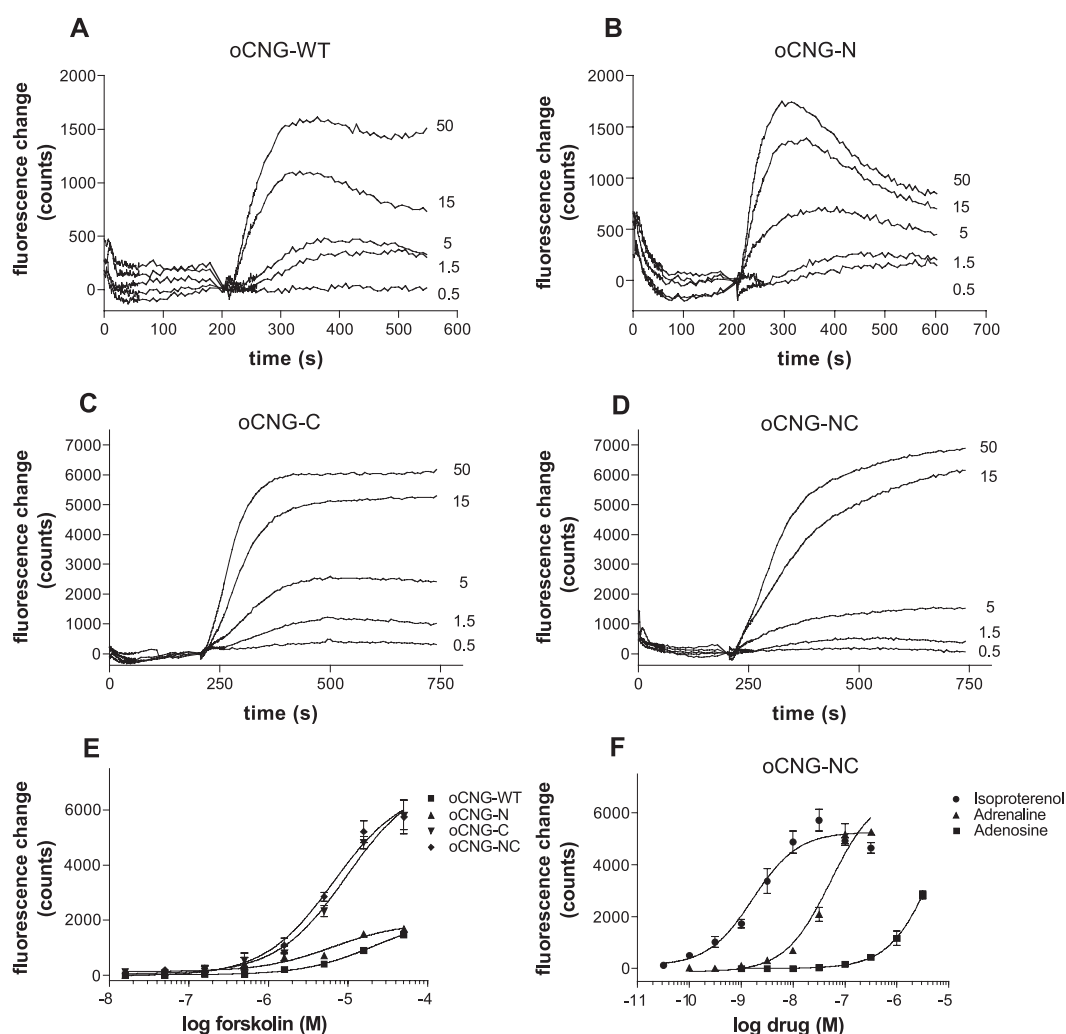 A
oCNG-WT
fluorescence change
(counts)
2000
1500
1000
500
0
50
15
5
1.5
0.5
0 100 200 300 400 500 600
time (s)
B
oCNG-N
fluorescence change
(counts)
2000
1500
1000
500
0
50
15
5
1.5
0.5
0 100 200 300 400 500 600 700
time (s)
C
oCNG-C
fluorescence change
(counts)
7000
6000
5000
4000
3000
2000
1000
0
50
15
5
1.5
0.5
0 250 500 750
time (s)
D
oCNG-NC
fluorescence change
(counts)
7000
6000
5000
4000
3000
2000
1000
0
50
15
5
1.5
0.5
0 250 500 750
time (s)
E
fluorescence change
(counts)
6000
4000
2000
0
oCNG-WT
oCNG-N
oCNG-C
oCNG-NC
-8 -7 -6 -5 -4
log forskolin (M)
F
oCNG-NC
fluorescence change
(counts)
6000
4000
2000
0
Isoproterenol
Adrenaline
Adenosine
-11 -10 -9 -8 -7 -6 -5
log drug (M)